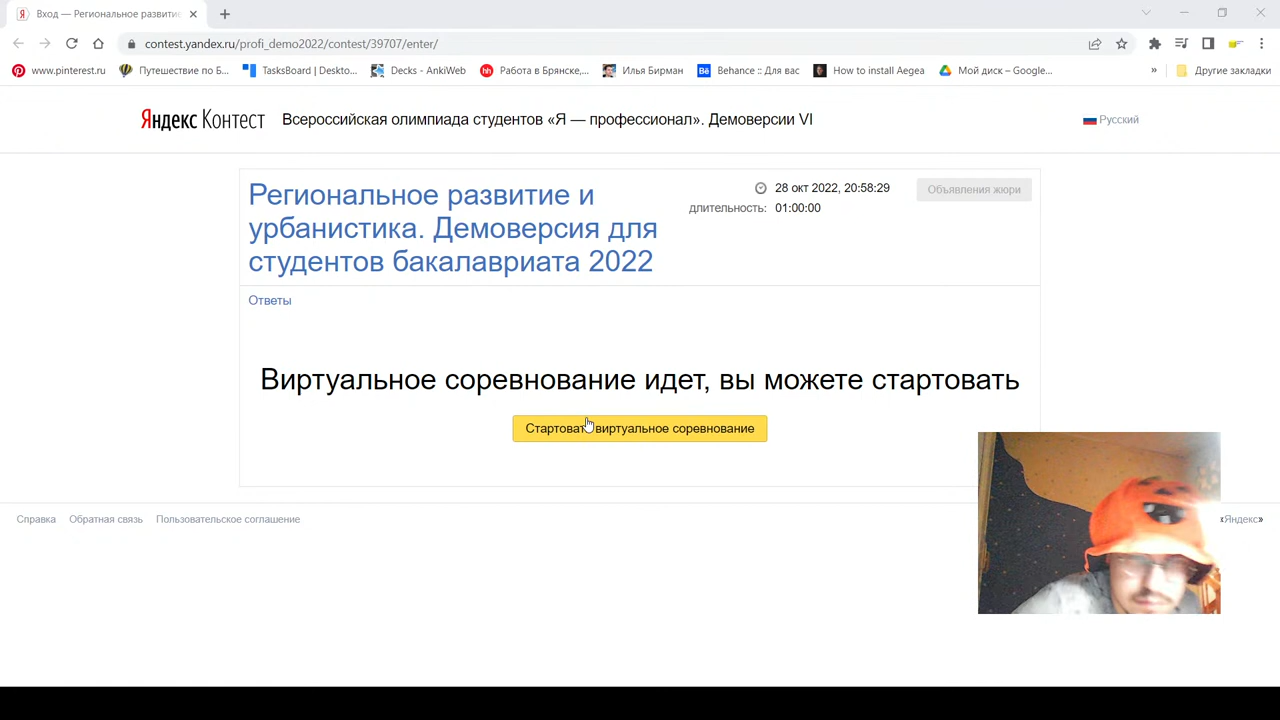 Вход — Региональное развитие
contest.yandex.ru/profi_demo2022/contest/39707/enter/
www.pinterest.ru
Путешествие по Б...
TasksBoard | Deskto...
Decks - AnkiWeb
Работа в Брянске,...
Илья Бирман
Behance :: Для вас
How to install Aegea
Мой диск – Google...
»
Другие закладки
Яндекс Контест
Всероссийская олимпиада студентов «Я — профессионал». Демоверсии VI
Русский
Региональное развитие и
урбанистика. Демоверсия для
студентов бакалавриата 2022
28 окт 2022, 20:58:29
длительность: 01:00:00
Объявления жюри
Ответы
Виртуальное соревнование идет, вы можете стартовать
Стартовать виртуальное соревнование
Справка
Обратная связь
Пользовательское соглашение
«Яндекс»